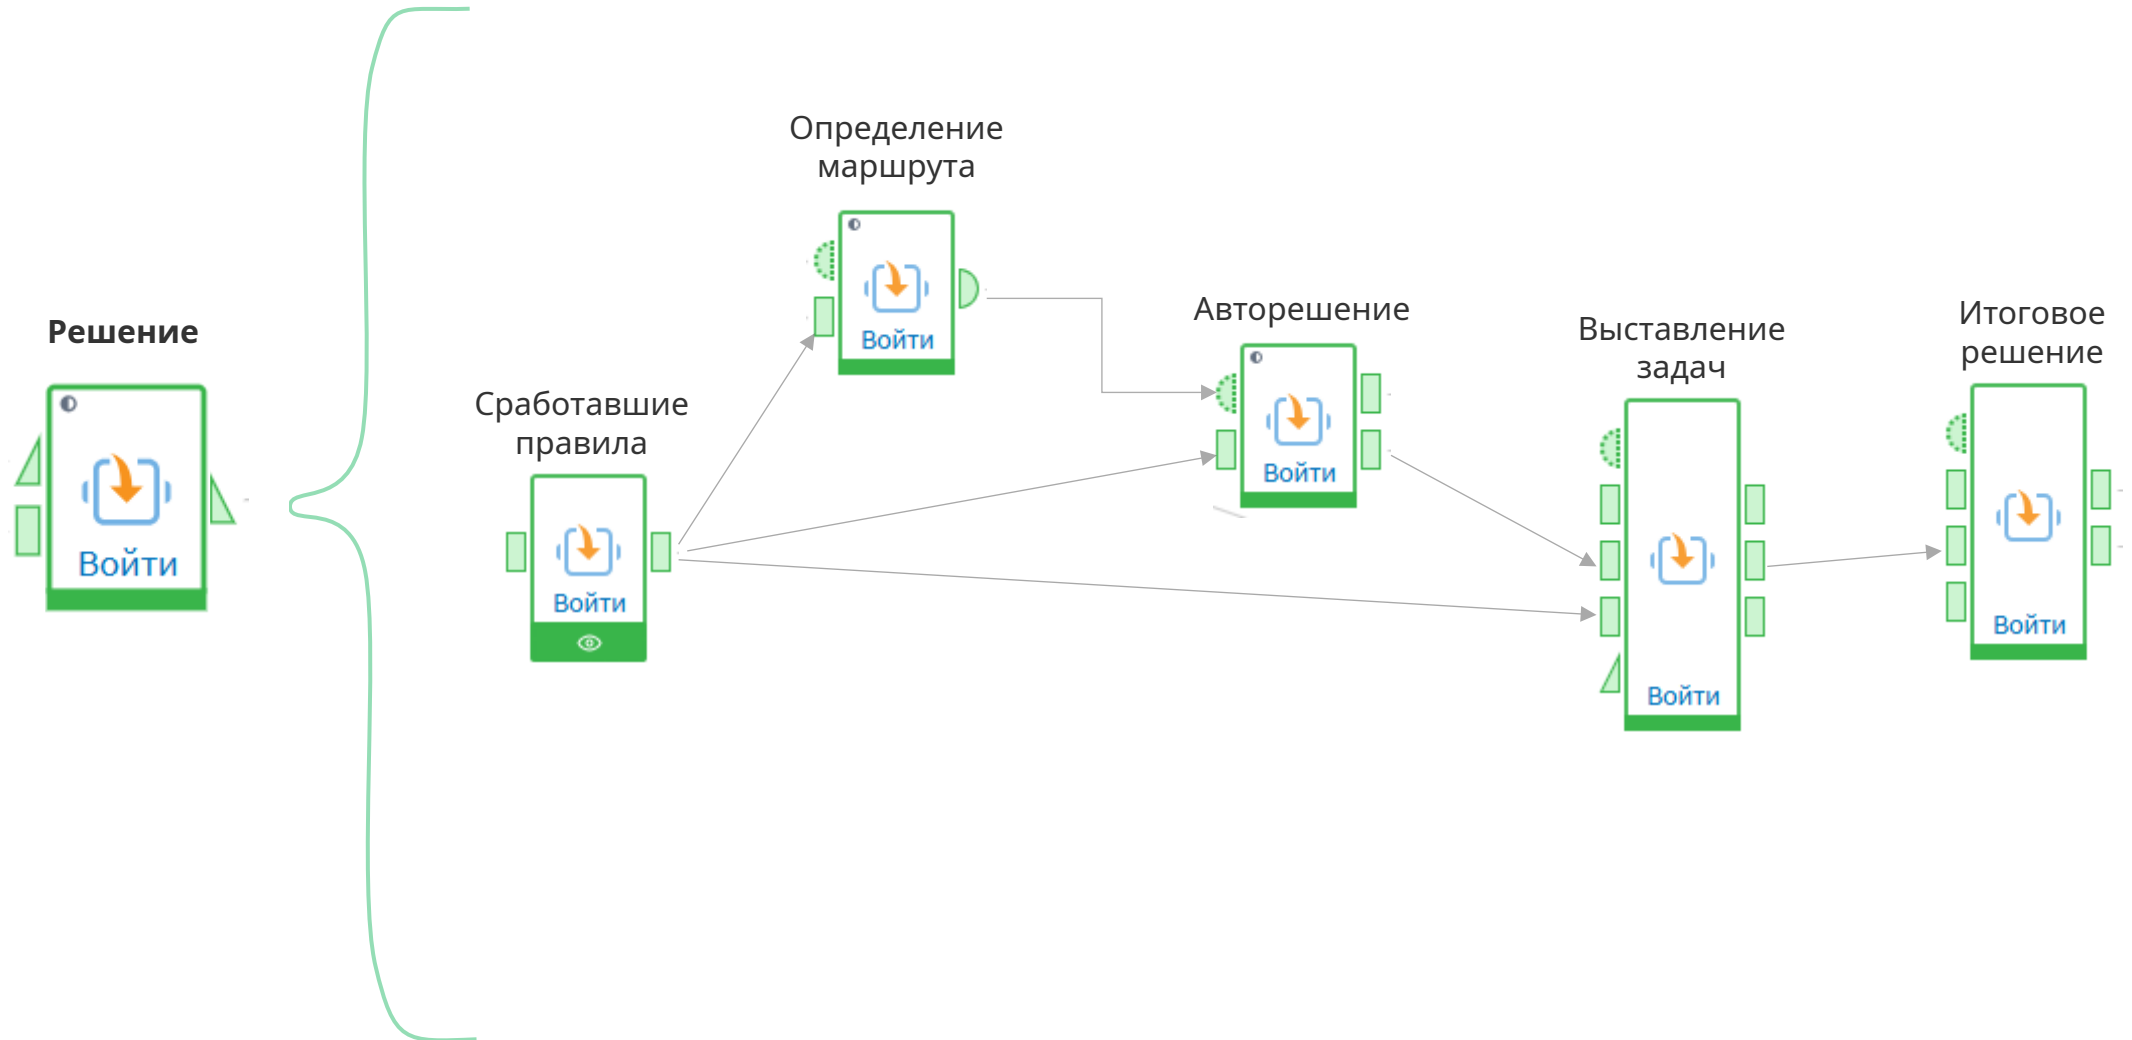 Решение
Войти
Сработавшие
правила
Войти
Определение
маршрута
Войти
Авторешение
Войти
Выставление
задач
Войти
Итоговое
решение
Войти